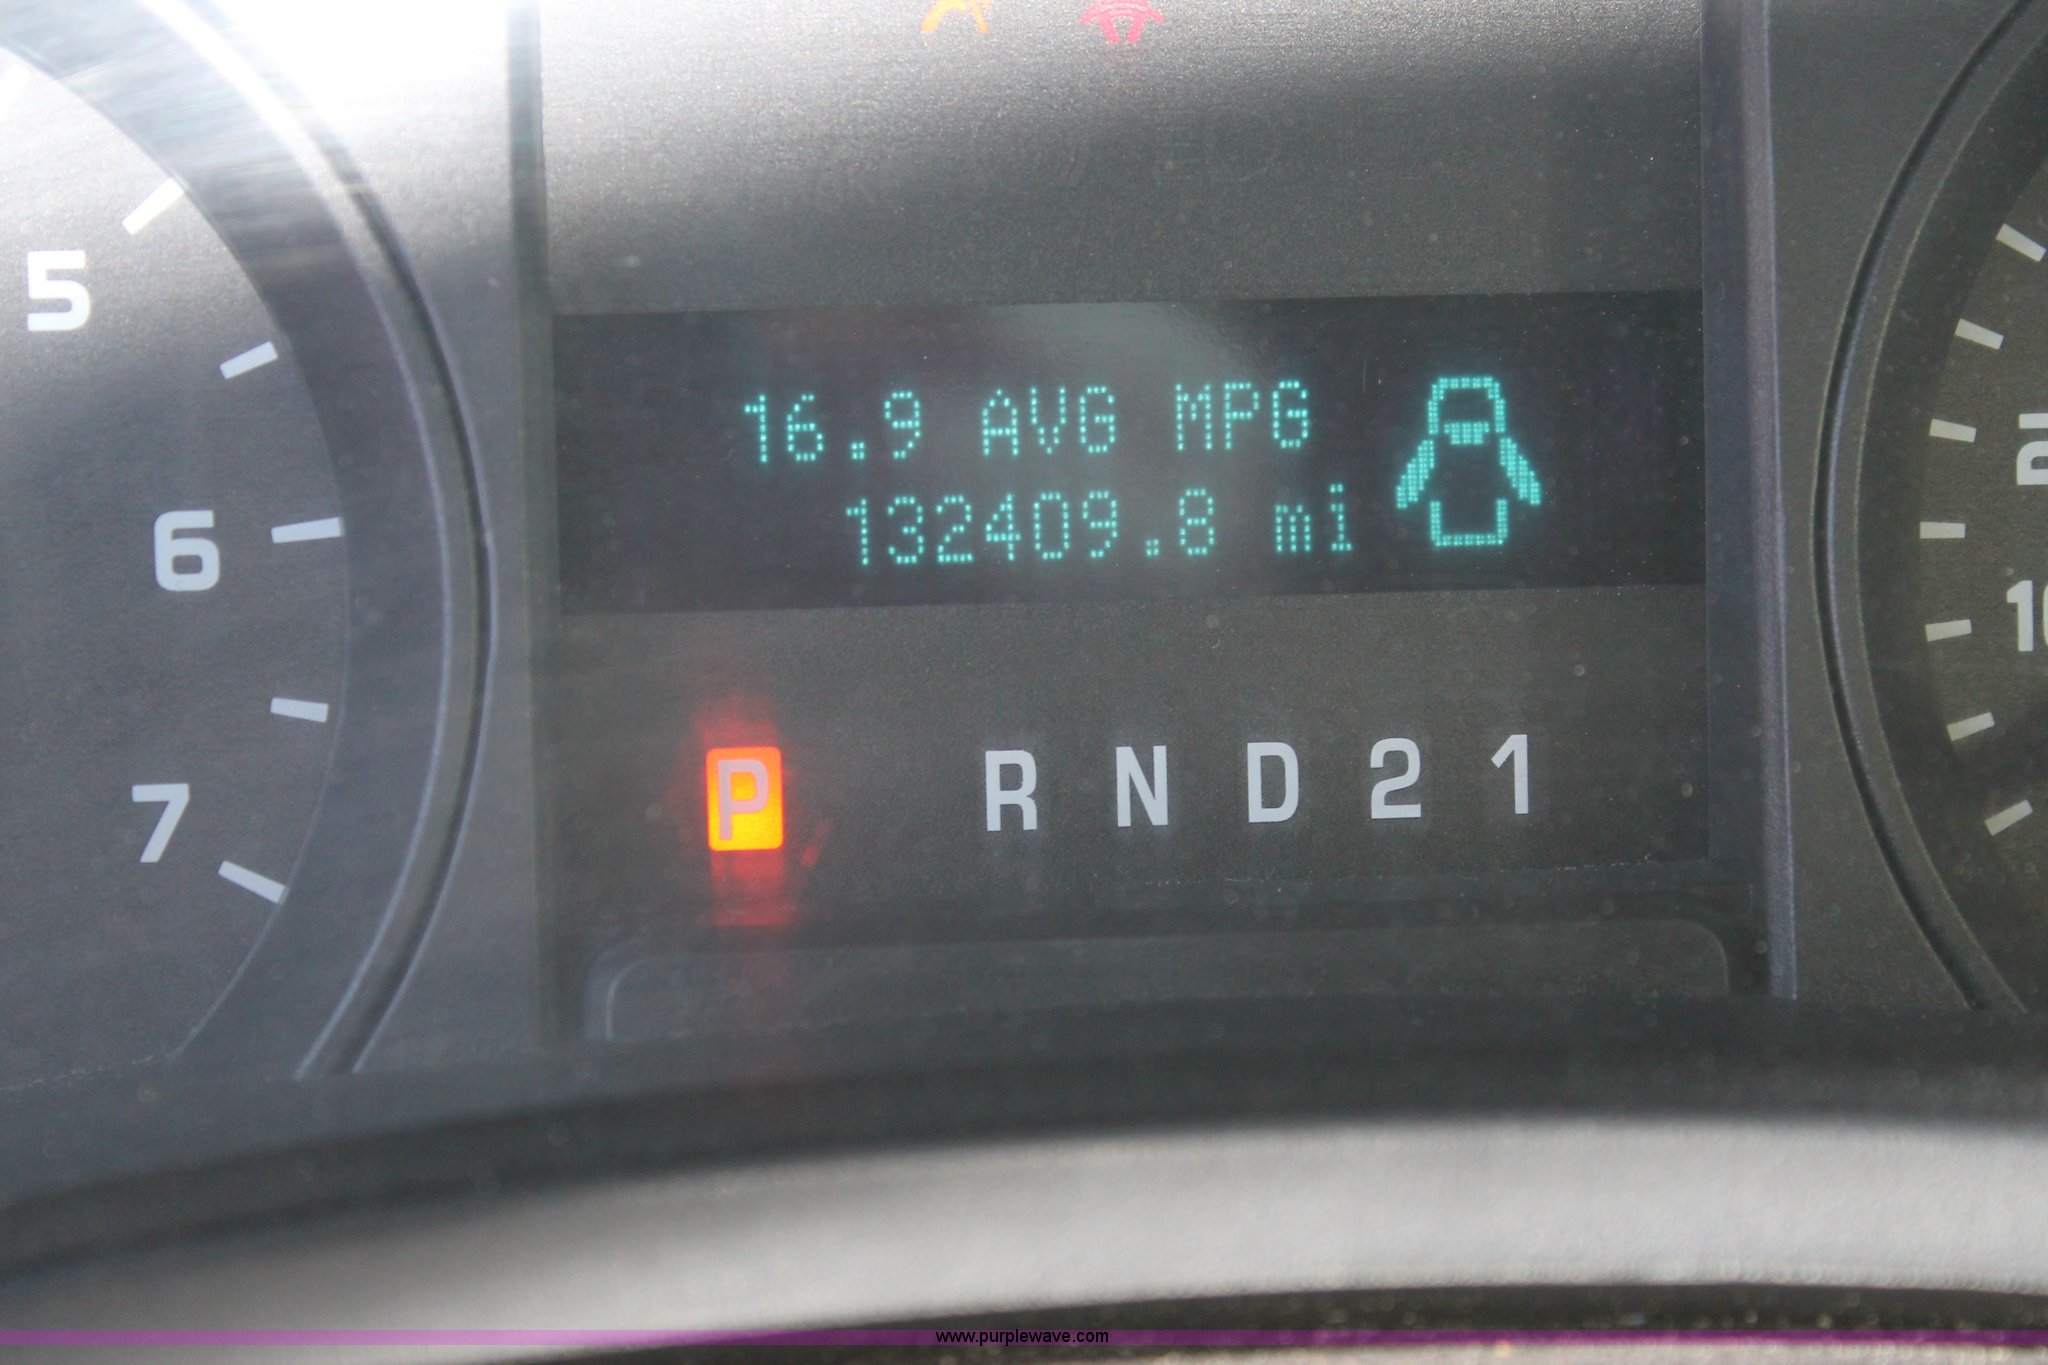 5
6
7
16.9 AVG MPG
132409.8 mi
P R N D 2 1
www.purplewave.com